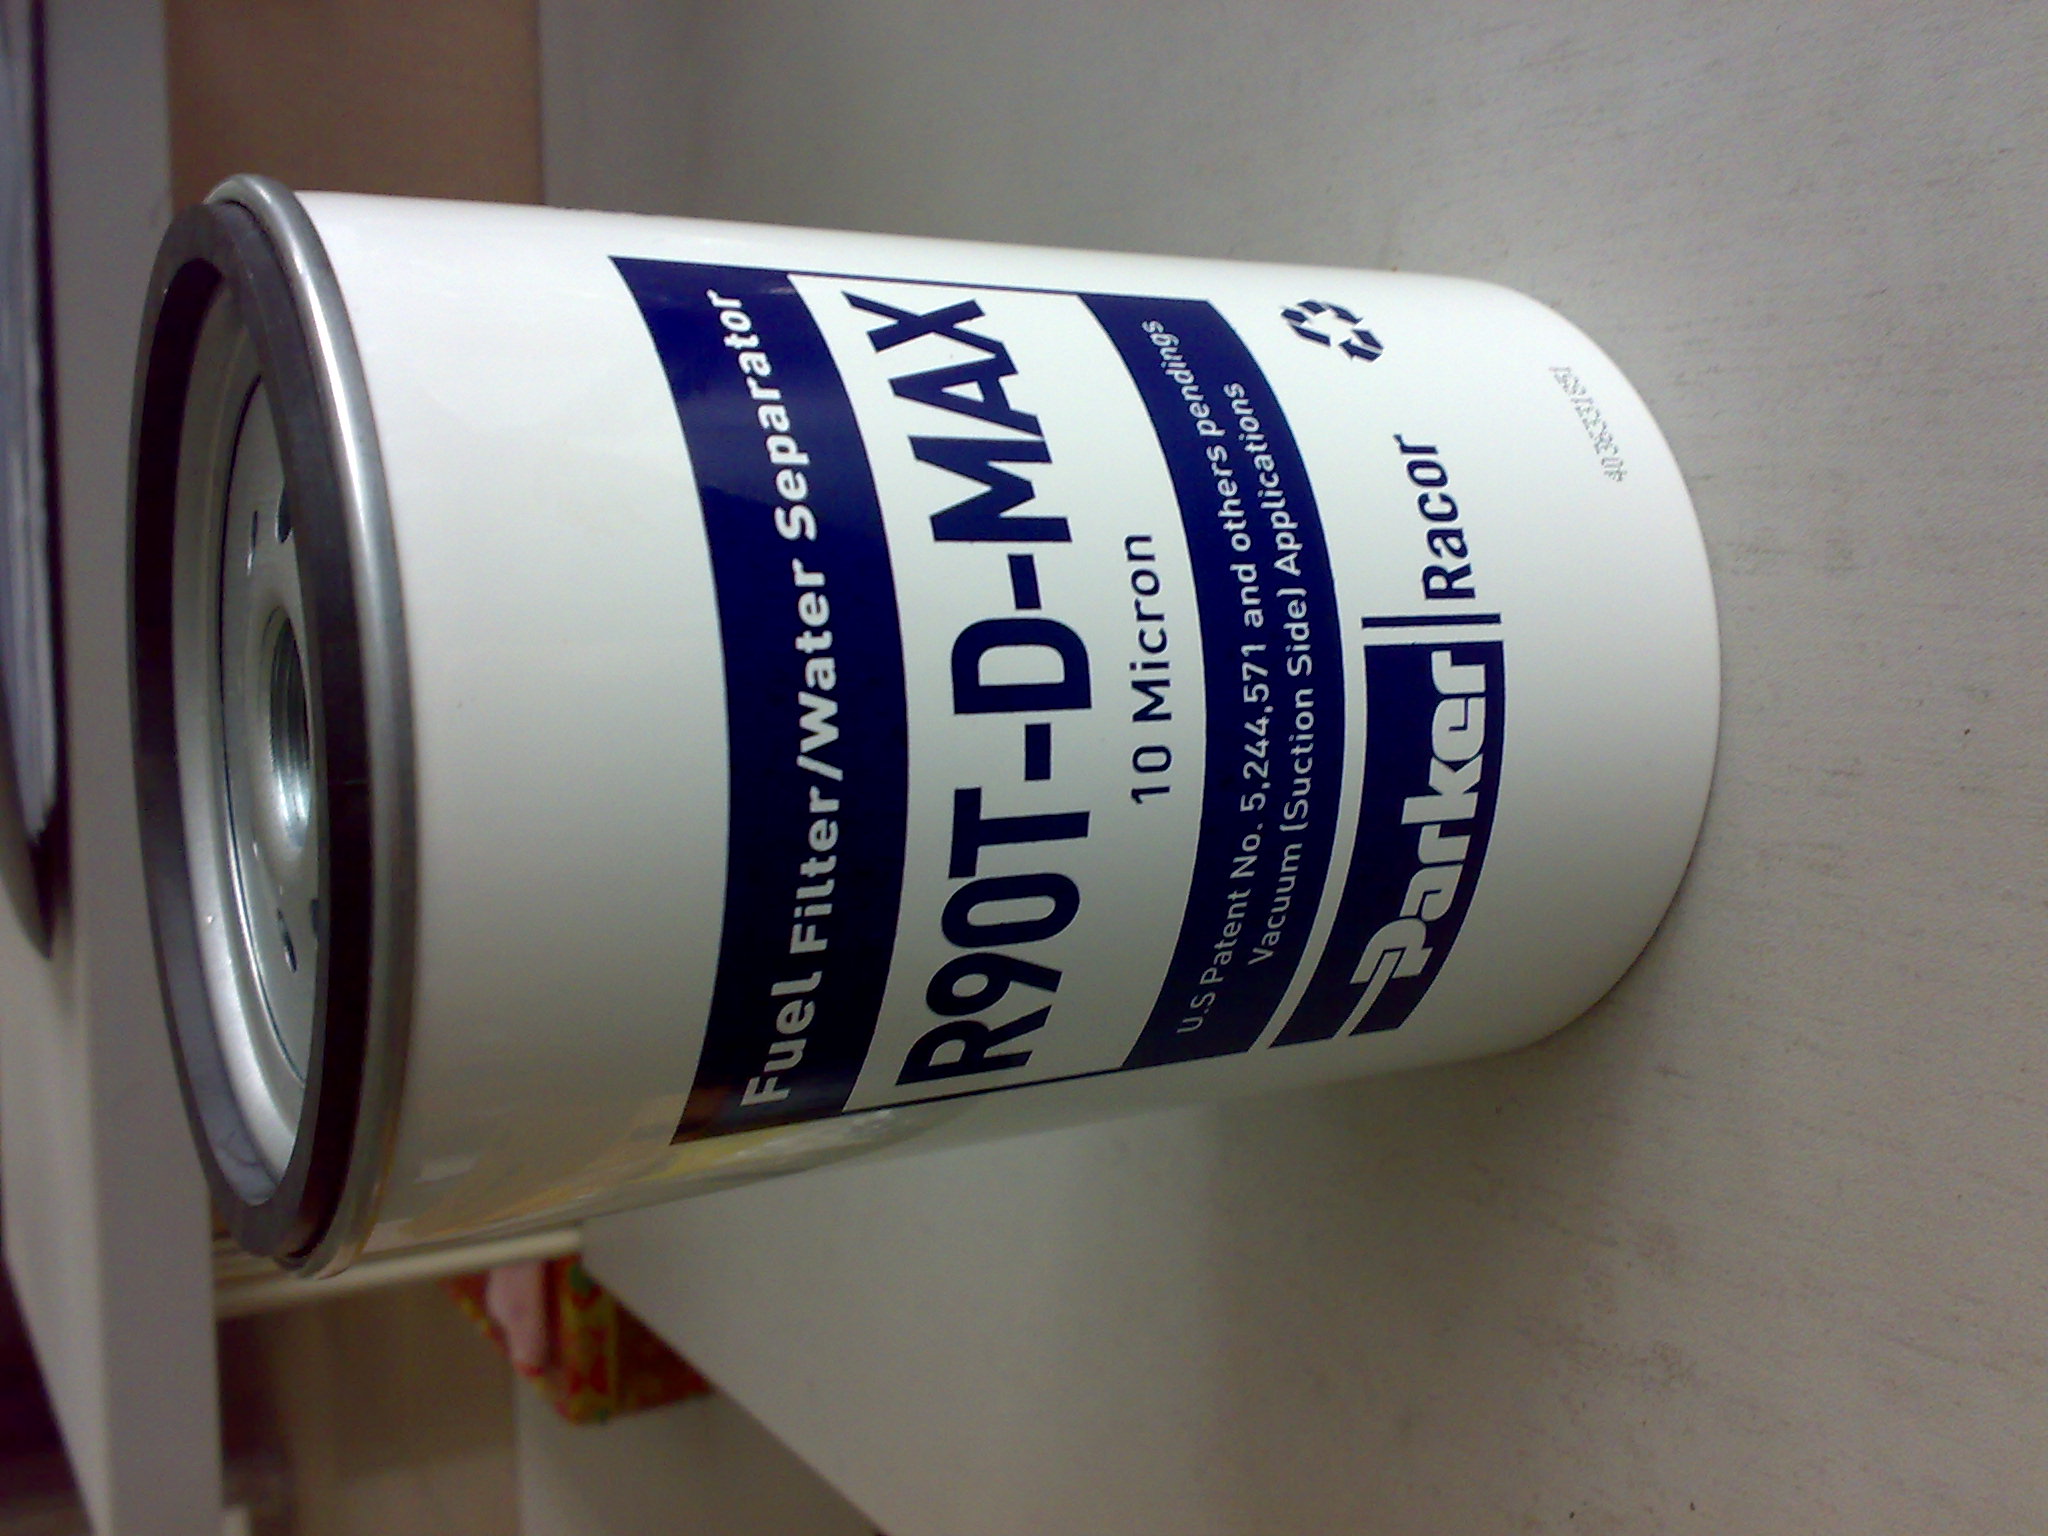 Fuel Filter/Water Separator
R90T-D-MAX
10 Micron
U.S Patent No. 5,244,571 and others pendings
Vacuum (Suction Side) Applications
Parker Racor